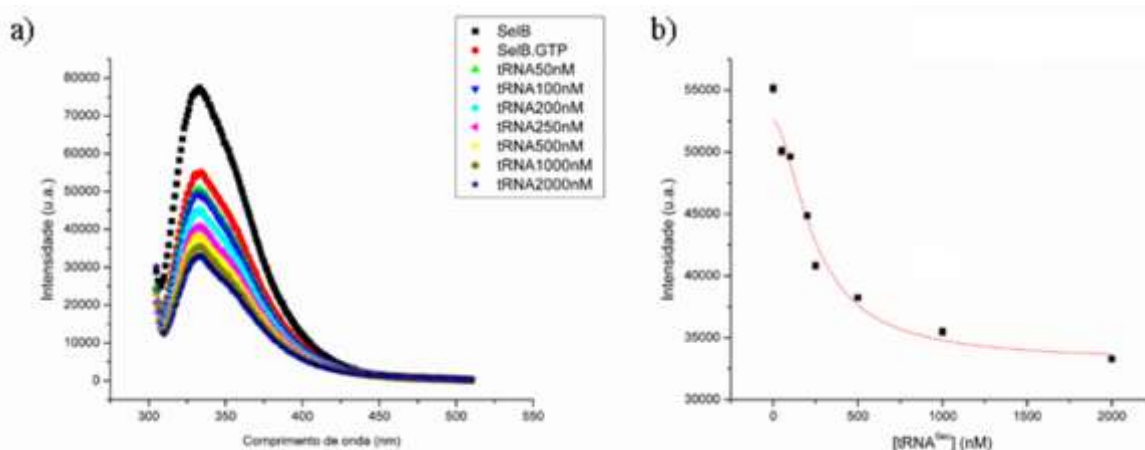 a)
SelB
SelB.GTP
tRNA50nM
tRNA100nM
tRNA200nM
tRNA250nM
tRNA500nM
tRNA1000nM
tRNA2000nM
80000
70000
60000
50000
40000
30000
20000
10000
0
Intensidade (u.a.)
300
350
400
450
500
550
Comprimento de onda (nm)
b)
55000
50000
45000
40000
35000
30000
Intensidade (u.a.)
0
500
1000
1500
2000
[tRNA^Sec] (nM)